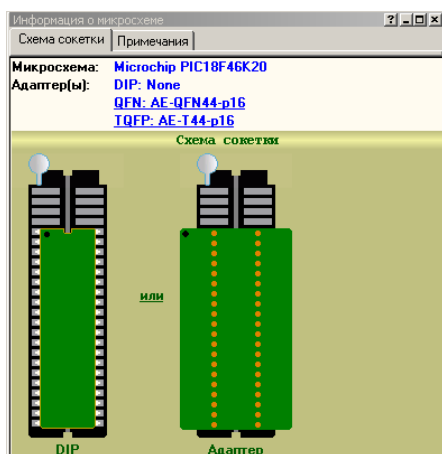 Информация о микросхеме
Схема сокетки Примечания
Микросхема: Microchip PIC18F46K20
Адаптер(ы): DIP: None
QFN: AE-QFN44-p16
TQFP: AE-T44-p16
Схема сокетки
или
DIP Адаптер